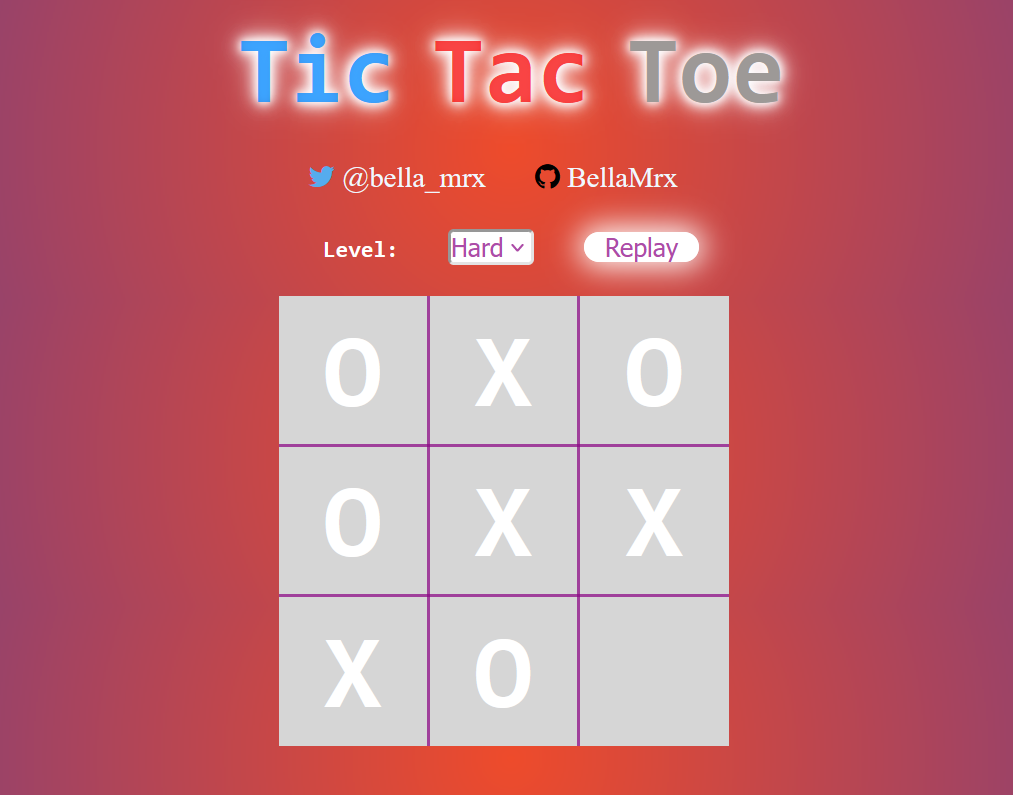 Tic Tac Toe
@bella_mrx BellaMrx
Level: Hard Replay
O X O
O X X
X O